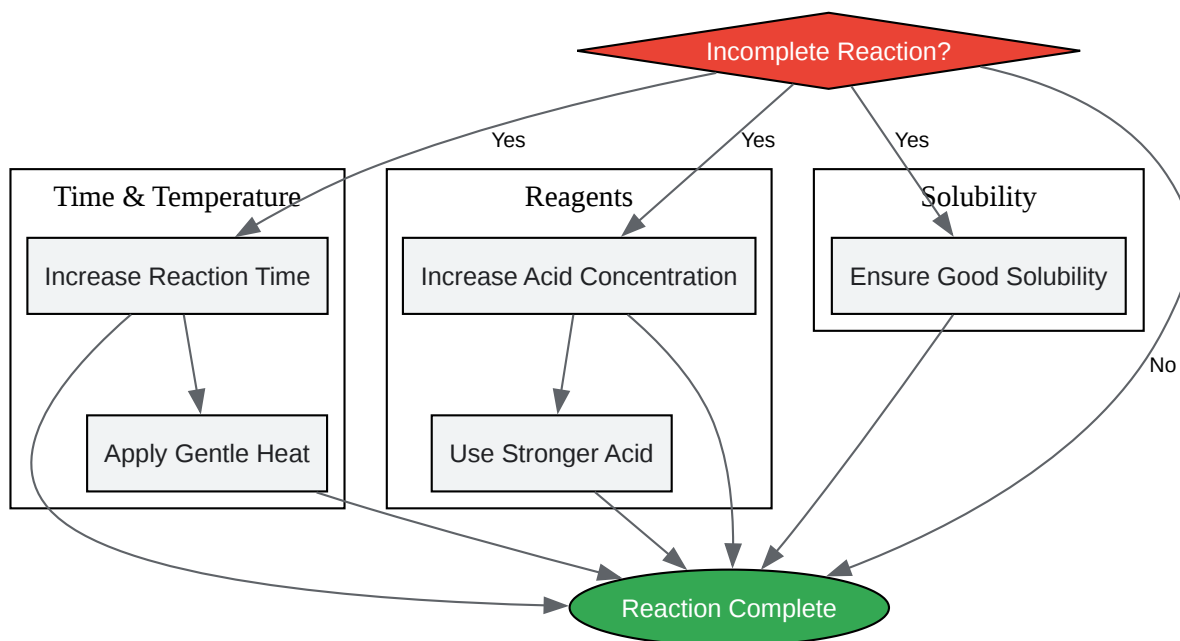 Incomplete Reaction?
Yes
Yes
Yes
Time & Temperature
Reagents
Solubility
Increase Reaction Time
Increase Acid Concentration
Ensure Good Solubility
No
Apply Gentle Heat
Use Stronger Acid
Reaction Complete